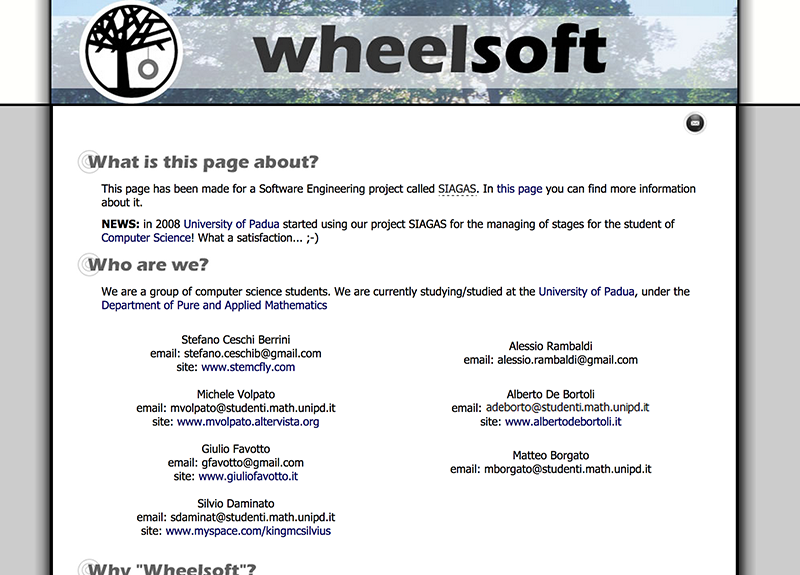 wheelsoft
What is this page about?
This page has been made for a Software Engineering project called SIAGAS. In this page you can find more information
about it.
NEWS: in 2008 University of Padua started using our project SIAGAS for the managing of stages for the student of
Computer Science! What a satisfaction... ;-)
Who are we?
We are a group of computer science students. We are currently studying/studied at the University of Padua, under the
Department of Pure and Applied Mathematics
Stefano Ceschi Berrini
email: stefano.ceschib@gmail.com
site: www.stemcfly.com
Alessio Rambaldi
email: alessio.rambaldi@gmail.com
Michele Volpato
email: mvolpato@studenti.math.unipd.it
site: www.mvolpato.altervista.org
Alberto De Bortoli
email: adeborto@studenti.math.unipd.it
site: www.albertodebortoli.it
Giulio Favotto
email: gfavotto@gmail.com
site: www.giuliofavotto.it
Matteo Borgato
email: mborgato@studenti.math.unipd.it
Silvio Daminato
email: sdaminat@studenti.math.unipd.it
site: www.myspace.com/kingmcsilvius
Why "Wheelsoft"?